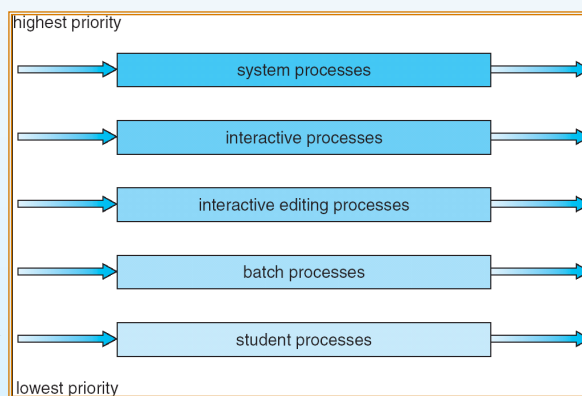 highest priority
system processes
interactive processes
interactive editing processes
batch processes
student processes
lowest priority